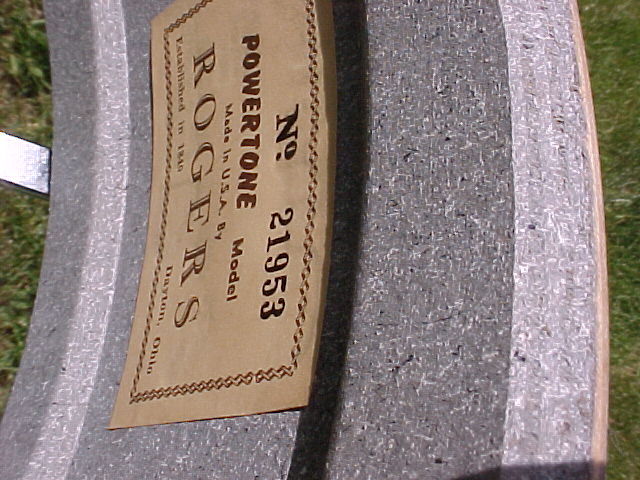 Nº 21953
POWERTONE Model
Made in U.S.A. By
ROGERS
Established in 1849 Dayton, Ohio